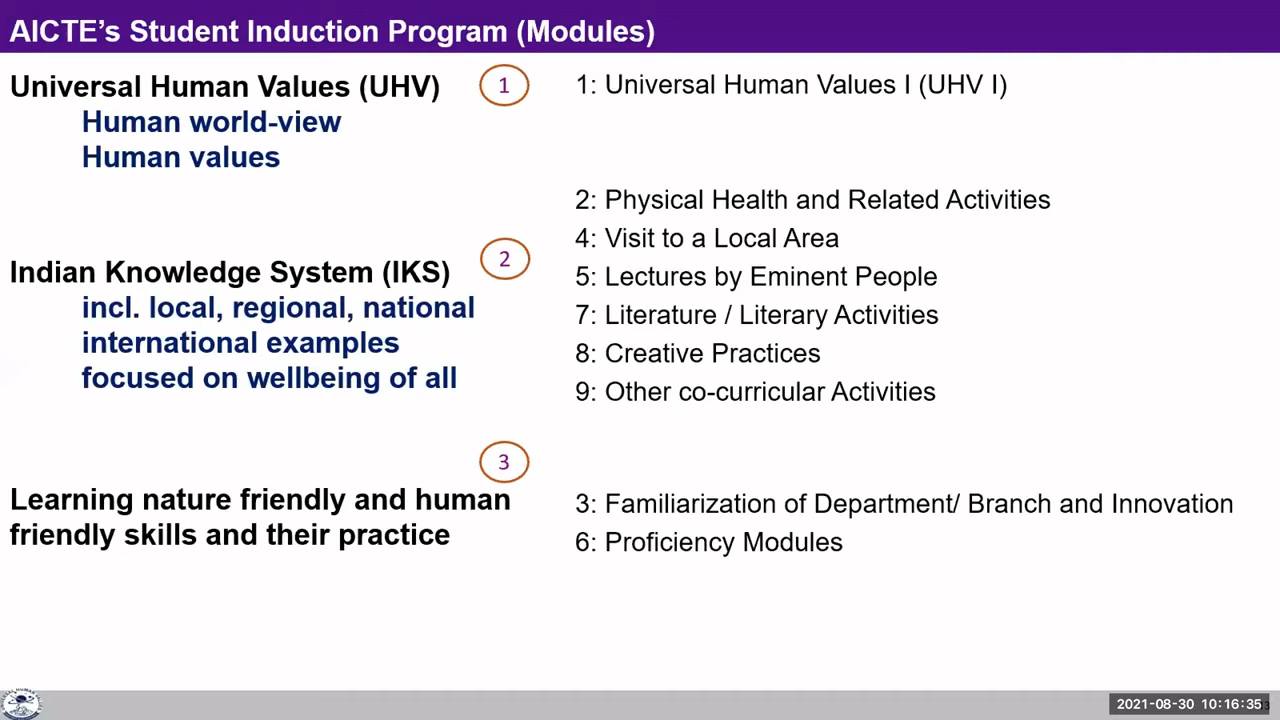 AICTE’s Student Induction Program (Modules)
Universal Human Values (UHV)
Human world-view
Human values
1
1: Universal Human Values I (UHV I)
Indian Knowledge System (IKS)
incl. local, regional, national
international examples
focused on wellbeing of all
2
2: Physical Health and Related Activities
4: Visit to a Local Area
5: Lectures by Eminent People
7: Literature / Literary Activities
8: Creative Practices
9: Other co-curricular Activities
3
Learning nature friendly and human
friendly skills and their practice
3: Familiarization of Department/ Branch and Innovation
6: Proficiency Modules
2021-08-30 10:16:35